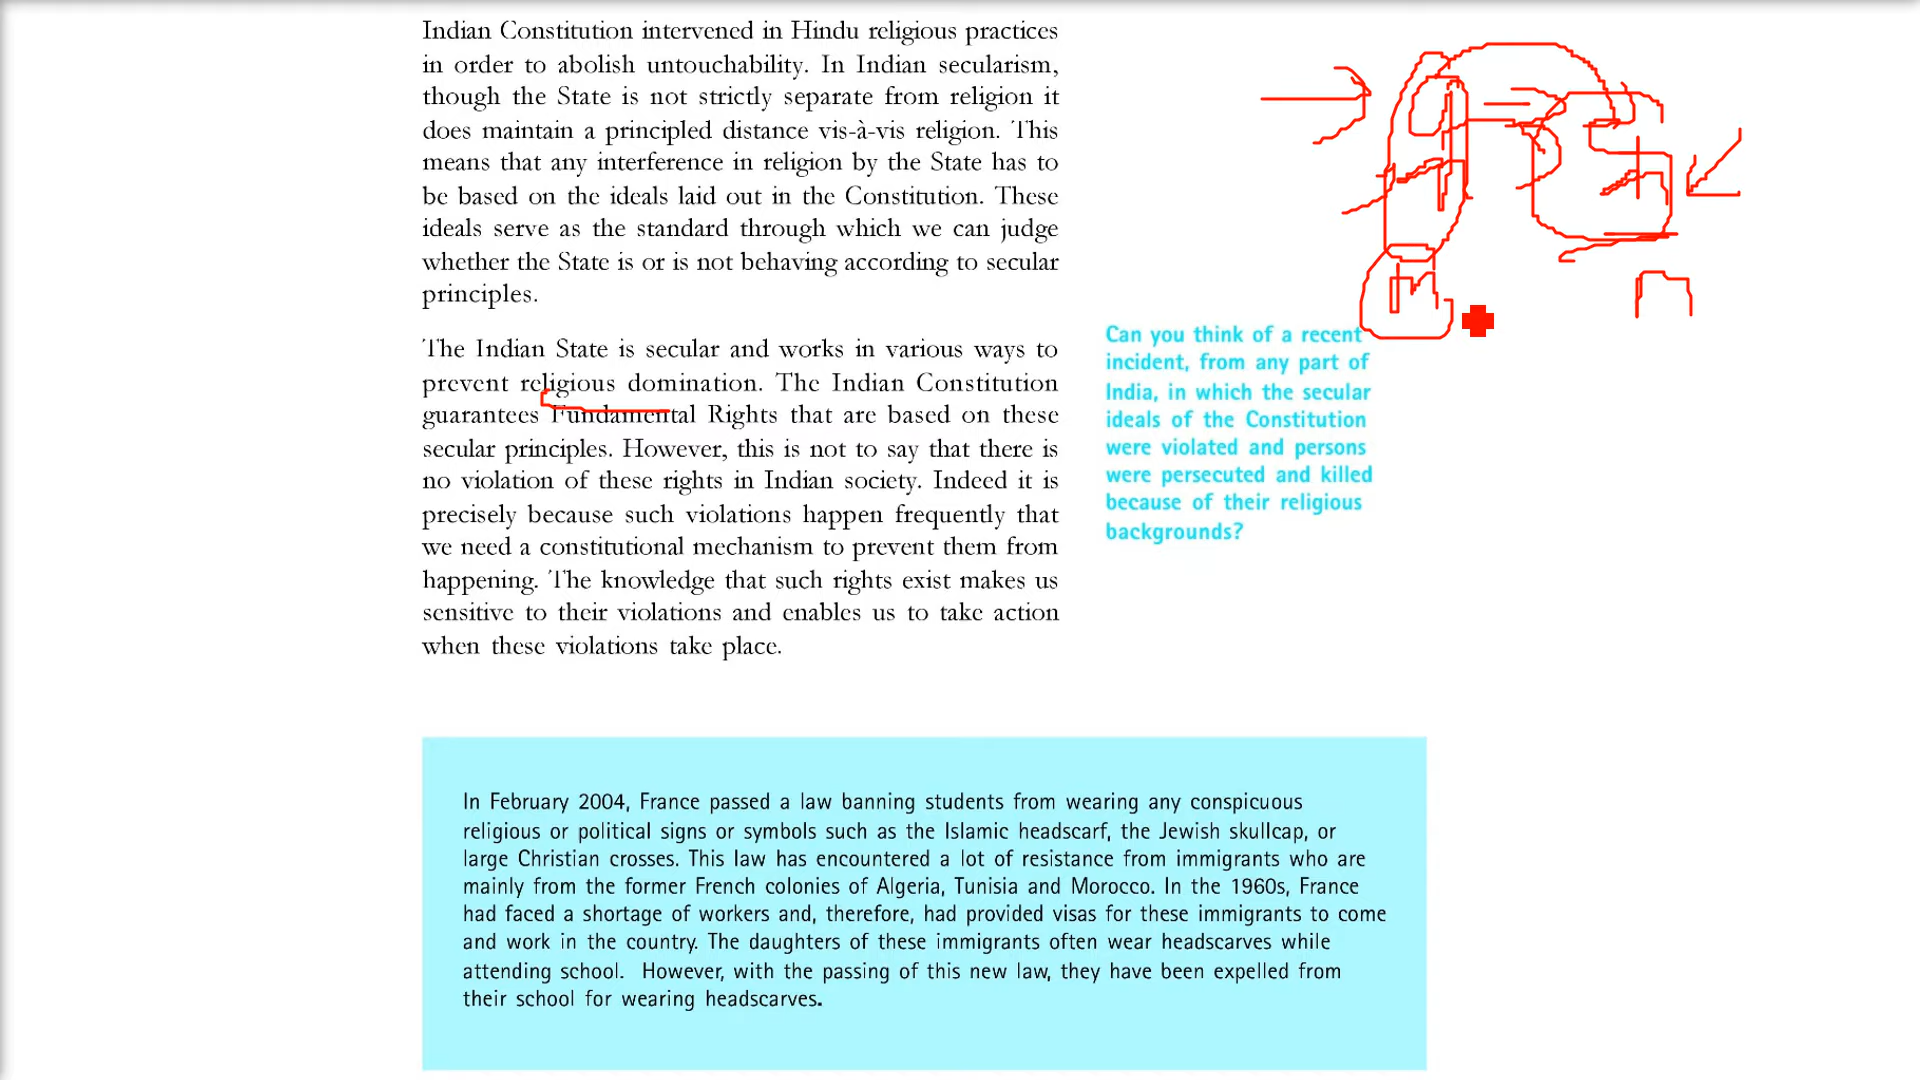 Indian Constitution intervened in Hindu religious practices
in order to abolish untouchability. In Indian secularism,
though the State is not strictly separate from religion it
does maintain a principled distance vis-à-vis religion. This
means that any interference in religion by the State has to
be based on the ideals laid out in the Constitution. These
ideals serve as the standard through which we can judge
whether the State is or is not behaving according to secular
principles.
The Indian State is secular and works in various ways to
prevent religious domination. The Indian Constitution
guarantees Fundamental Rights that are based on these
secular principles. However, this is not to say that there is
no violation of these rights in Indian society. Indeed it is
precisely because such violations happen frequently that
we need a constitutional mechanism to prevent them from
happening. The knowledge that such rights exist makes us
sensitive to their violations and enables us to take action
when these violations take place.
Can you think of a recent
incident, from any part of
India, in which the secular
ideals of the Constitution
were violated and persons
were persecuted and killed
because of their religious
backgrounds?
In February 2004, France passed a law banning students from wearing any conspicuous
religious or political signs or symbols such as the Islamic headscarf, the Jewish skullcap, or
large Christian crosses. This law has encountered a lot of resistance from immigrants who are
mainly from the former French colonies of Algeria, Tunisia and Morocco. In the 1960s, France
had faced a shortage of workers and, therefore, had provided visas for these immigrants to come
and work in the country. The daughters of these immigrants often wear headscarves while
attending school. However, with the passing of this new law, they have been expelled from
their school for wearing headscarves.